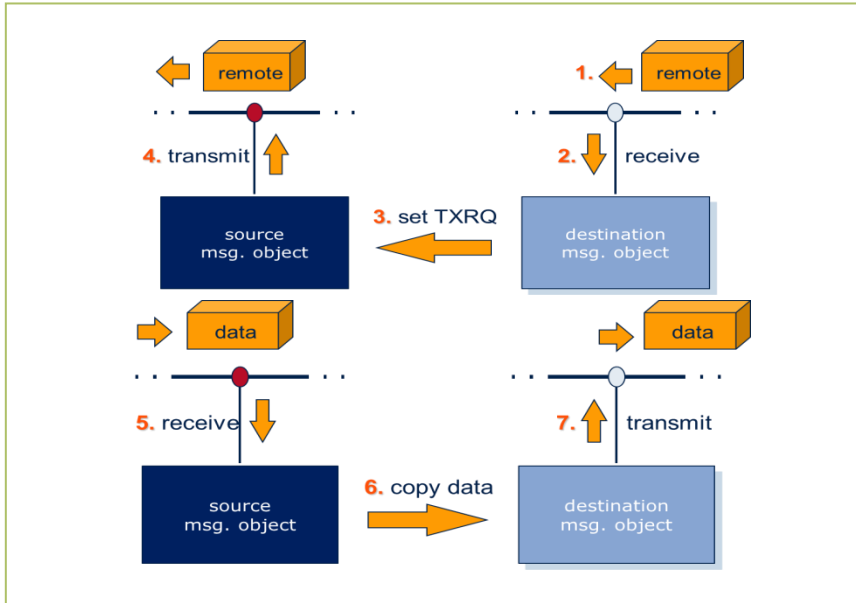 remote
1.
remote
4. transmit
2.
receive
source
msg. object
3. set TXRQ
destination
msg. object
data
data
5. receive
7.
transmit
source
msg. object
6. copy data
destination
msg. object